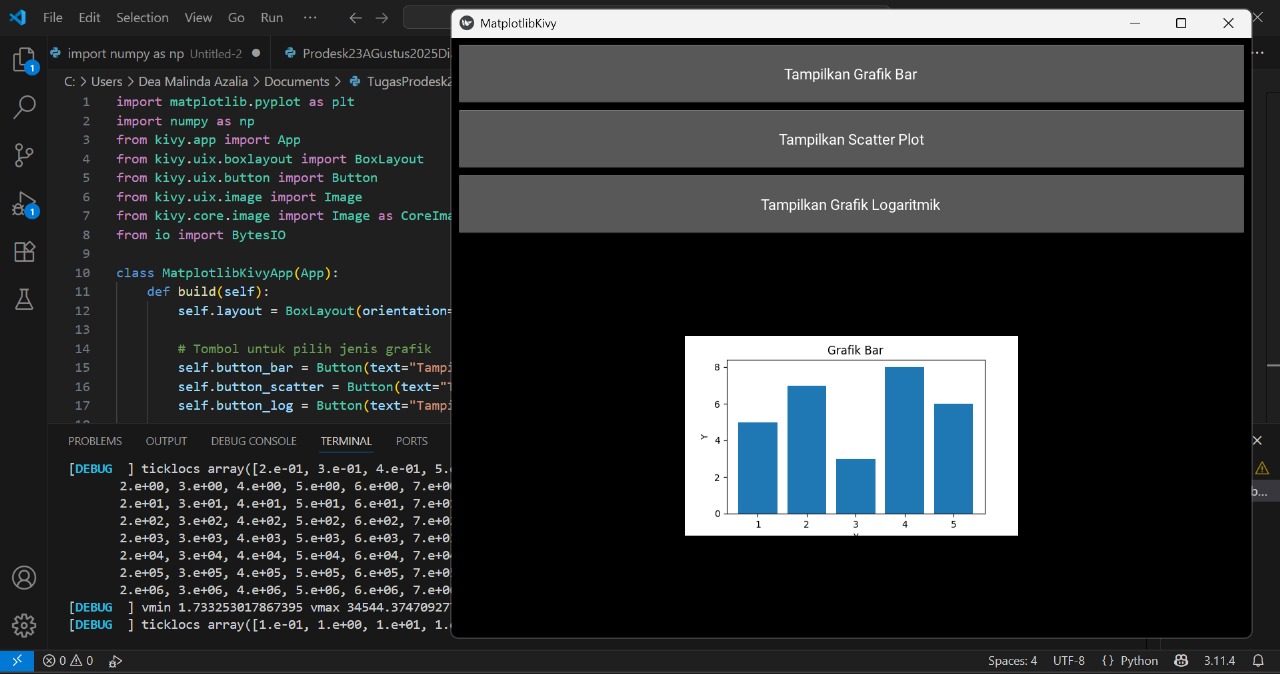 File Edit Selection View Go Run ···
import numpy as np Untitled-2
Prodesk23AGustus2025Di
C: > Users > Dea Malinda Azalia > Documents > TugasProdesk2
1 import matplotlib.pyplot as plt
2 import numpy as np
3 from kivy.app import App
4 from kivy.uix.boxlayout import BoxLayout
5 from kivy.uix.button import Button
6 from kivy.uix.image import Image
7 from kivy.core.image import Image as CoreIma
8 from io import BytesIO
9
10 class MatplotlibKivyApp(App):
11 def build(self):
12 self.layout = BoxLayout(orientation=
13
14 # Tombol untuk pilih jenis grafik
15 self.button_bar = Button(text="Tampi
16 self.button_scatter = Button(text="T
17 self.button_log = Button(text="Tampi
PROBLEMS OUTPUT DEBUG CONSOLE TERMINAL PORTS
[DEBUG ] ticklocs array([2.e-01, 3.e-01, 4.e-01, 5.
2.e+00, 3.e+00, 4.e+00, 5.e+00, 6.e+00, 7.e+0
2.e+01, 3.e+01, 4.e+01, 5.e+01, 6.e+01, 7.e+0
2.e+02, 3.e+02, 4.e+02, 5.e+02, 6.e+02, 7.e+0
2.e+03, 3.e+03, 4.e+03, 5.e+03, 6.e+03, 7.e+0
2.e+04, 3.e+04, 4.e+04, 5.e+04, 6.e+04, 7.e+0
2.e+05, 3.e+05, 4.e+05, 5.e+05, 6.e+05, 7.e+0
2.e+06, 3.e+06, 4.e+06, 5.e+06, 6.e+06, 7.e+0
[DEBUG ] vmin 1.733253017867395 vmax 34544.37470927
[DEBUG ] ticklocs array([1.e-01, 1.e+00, 1.e+01, 1.
MatplotlibKivy
Tampilkan Grafik Bar
Tampilkan Scatter Plot
Tampilkan Grafik Logaritmik
Grafik Bar
8
6
4
2
0
Y
1 2 3 4 5
b...
0 0
Spaces: 4 UTF-8 {} Python 3.11.4